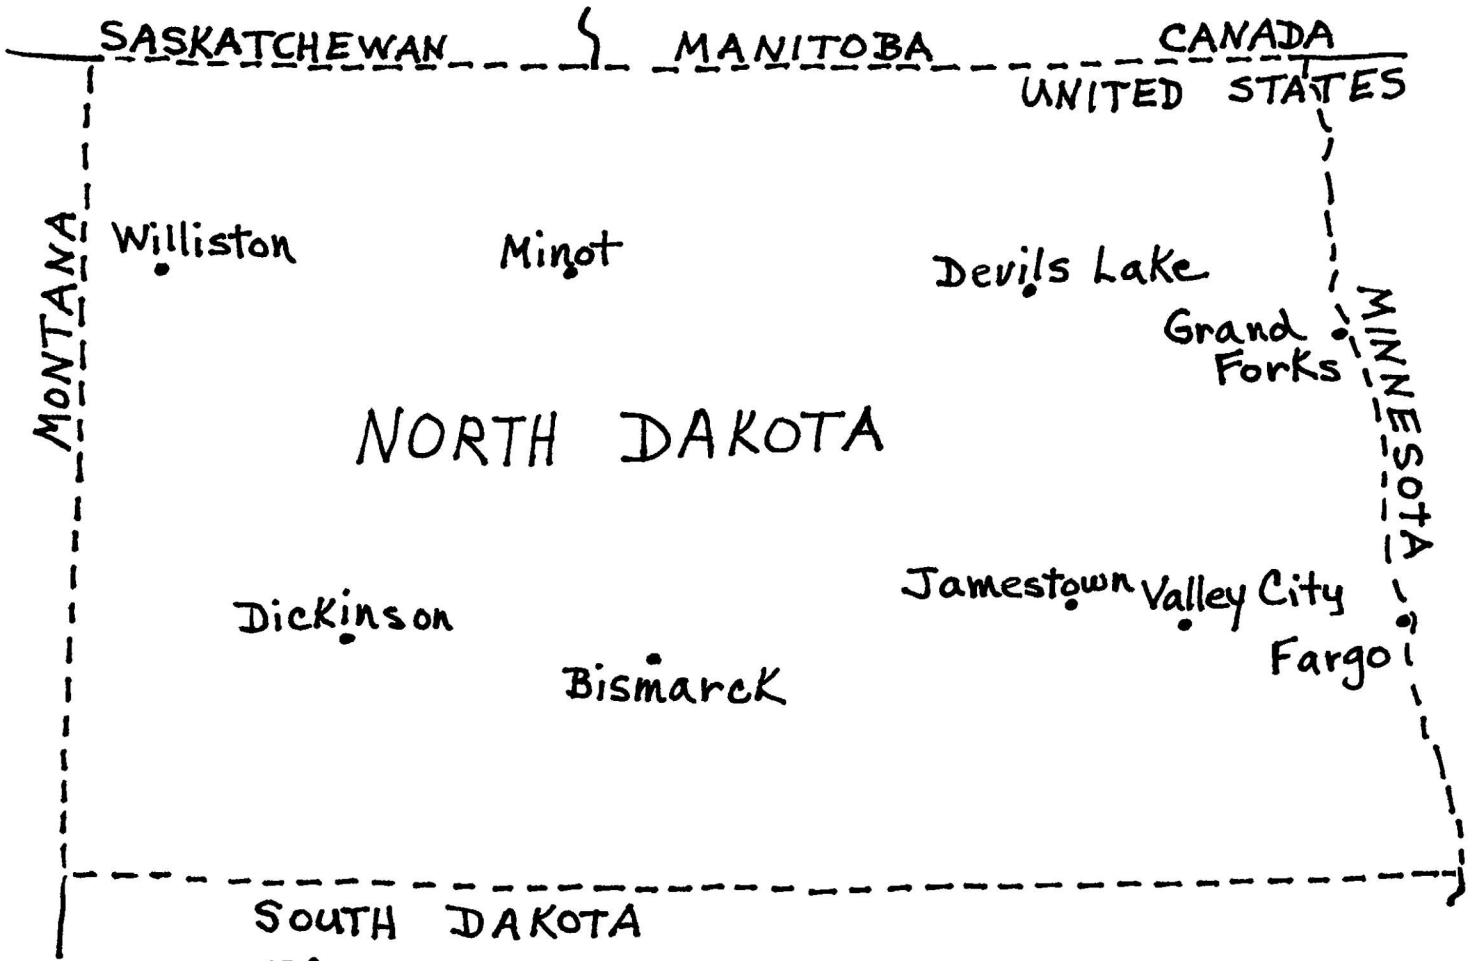 SASKATCHEWAN MANITOBA CANADA
UNITED STATES
MONTANA
Williston Minot Devils Lake
Grand
Forks
MINNESOTA
NORTH DAKOTA
Jamestown Valley City
Dickinson
Fargo
Bismarck
SOUTH DAKOTA